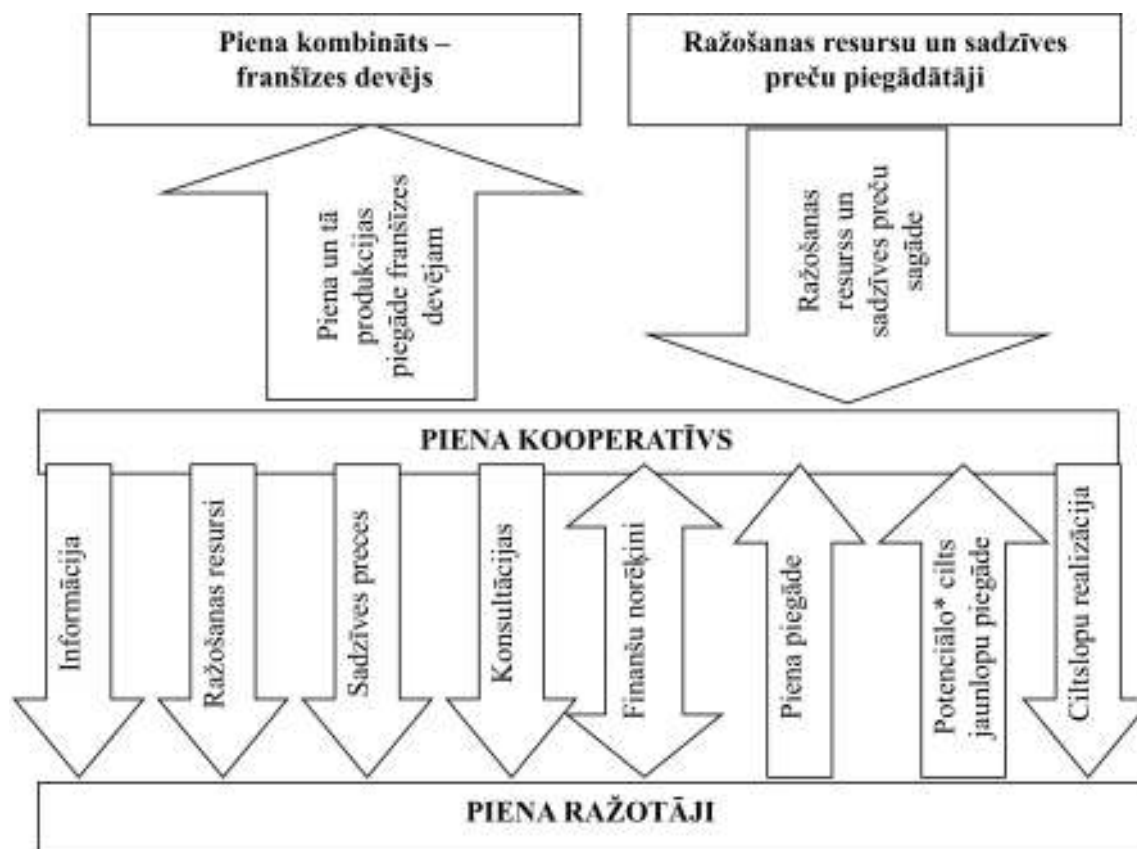 Piena kombināts –
franšīzes devējs
Ražošanas resursu un sadzīves
preču piegādātāji
Piena un tā
produkcijas
piegāde franšīzes
devējam
Ražošanas
resurss un
sadzīves preču
sagāde
PIENA KOOPERATĪVS
Informācija
Ražošanas resursi
Sadzīves preces
Konsultācijas
Finanšu norēķini
Piena piegāde
Potenciālo* cilts
jaunlopu piegāde
Ciltslopu realizācija
PIENA RAŽOTĀJI